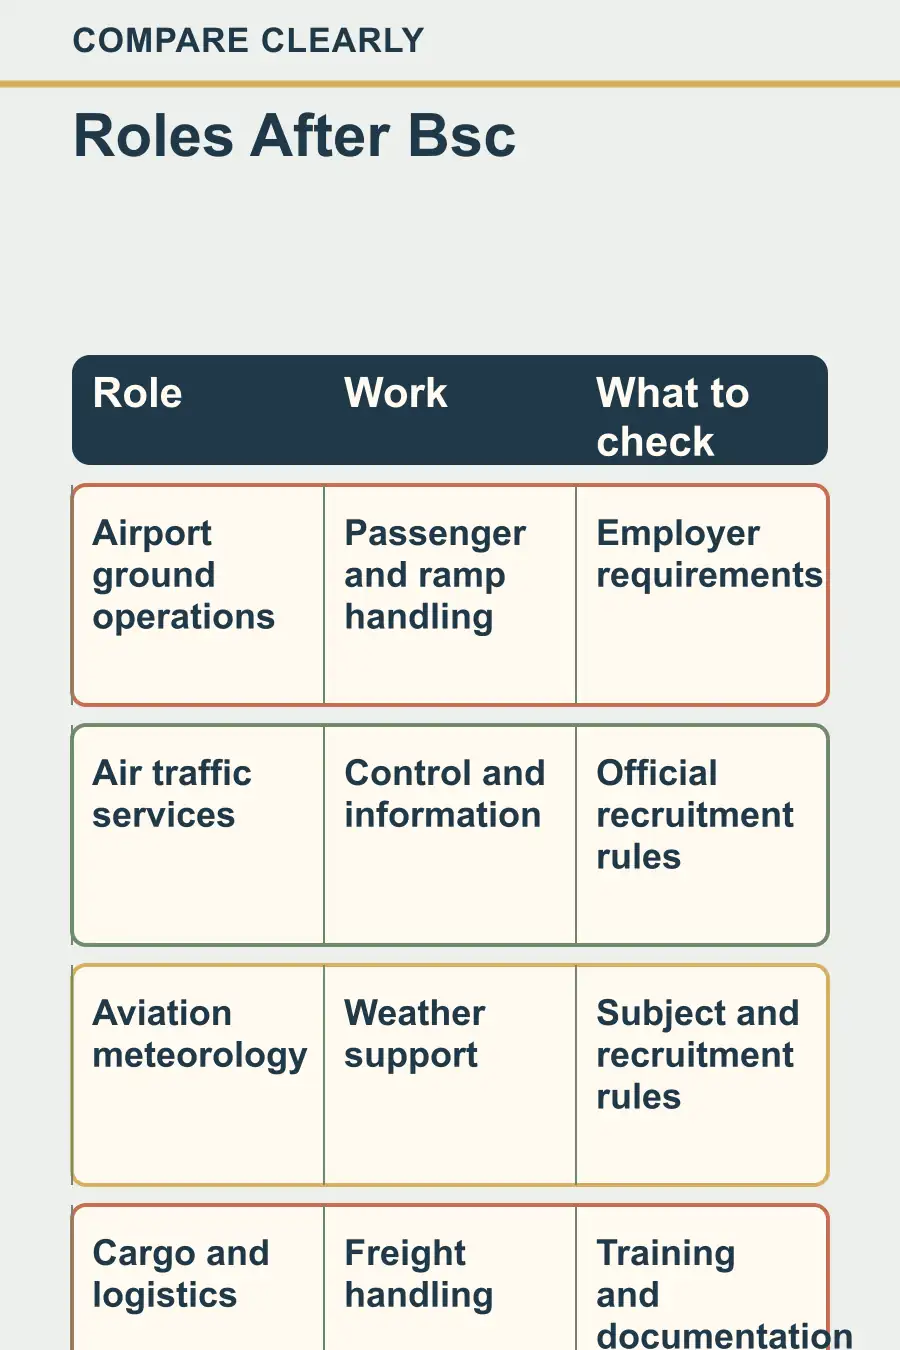 COMPARE CLEARLY
Roles After Bsc
Role
Work
What to
check
Airport
ground
operations
Passenger
and ramp
handling
Employer
requirements
Air traffic
services
Control and
information
Official
recruitment
rules
Aviation
meteorology
Weather
support
Subject and
recruitment
rules
Cargo and
logistics
Freight
handling
Training
and
documentation